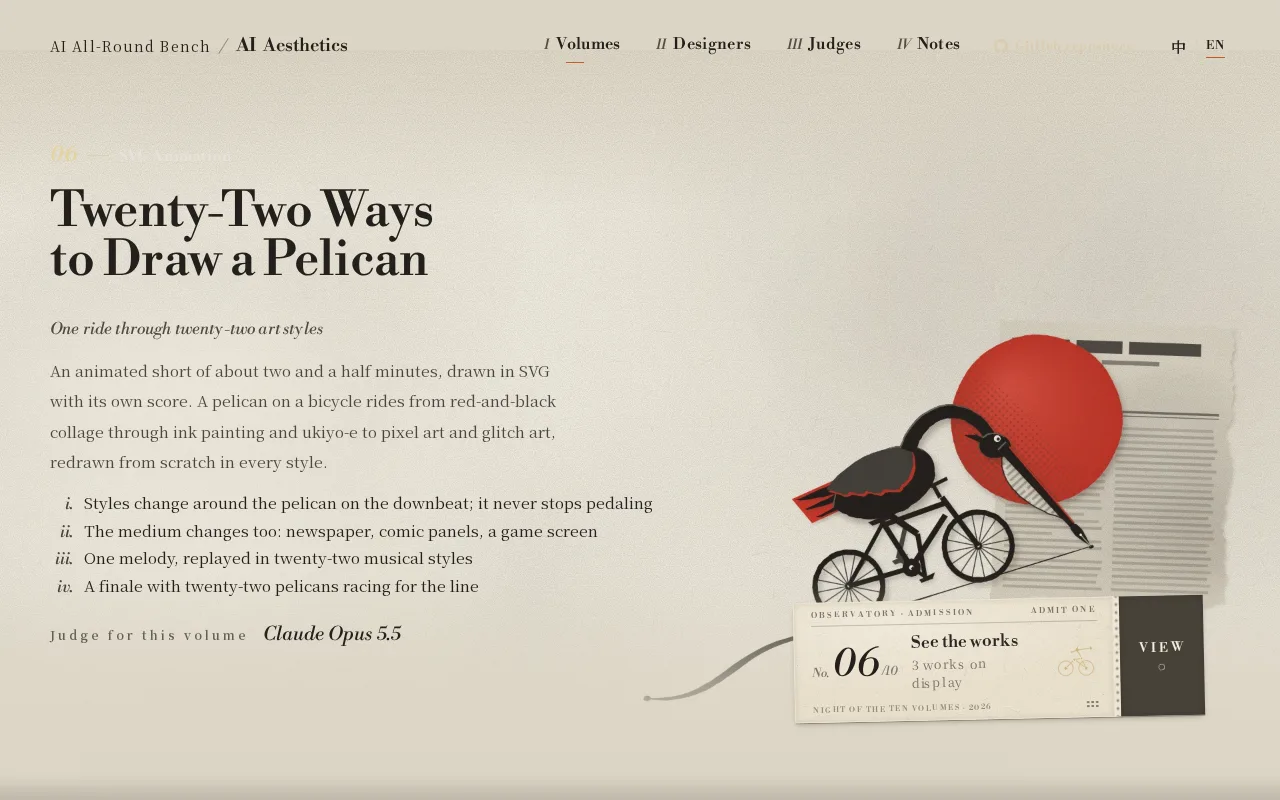 AI All-Round Bench / AI Aesthetics
I Volumes II Designers III Judges IV Notes 中 EN
06 — SVG Animation
Twenty-Two Ways
to Draw a Pelican
One ride through twenty-two art styles
An animated short of about two and a half minutes, drawn in SVG
with its own score. A pelican on a bicycle rides from red-and-black
collage through ink painting and ukiyo-e to pixel art and glitch art,
redrawn from scratch in every style.
i. Styles change around the pelican on the downbeat; it never stops pedaling
ii. The medium changes too: newspaper, comic panels, a game screen
iii. One melody, replayed in twenty-two musical styles
iv. A finale with twenty-two pelicans racing for the line
Judge for this volume Claude Opus 5.5
OBSERVATORY · ADMISSION ADMIT ONE
No. 06 /10
See the works
3 works on
display
NIGHT OF THE TEN VOLUMES · 2026
VIEW